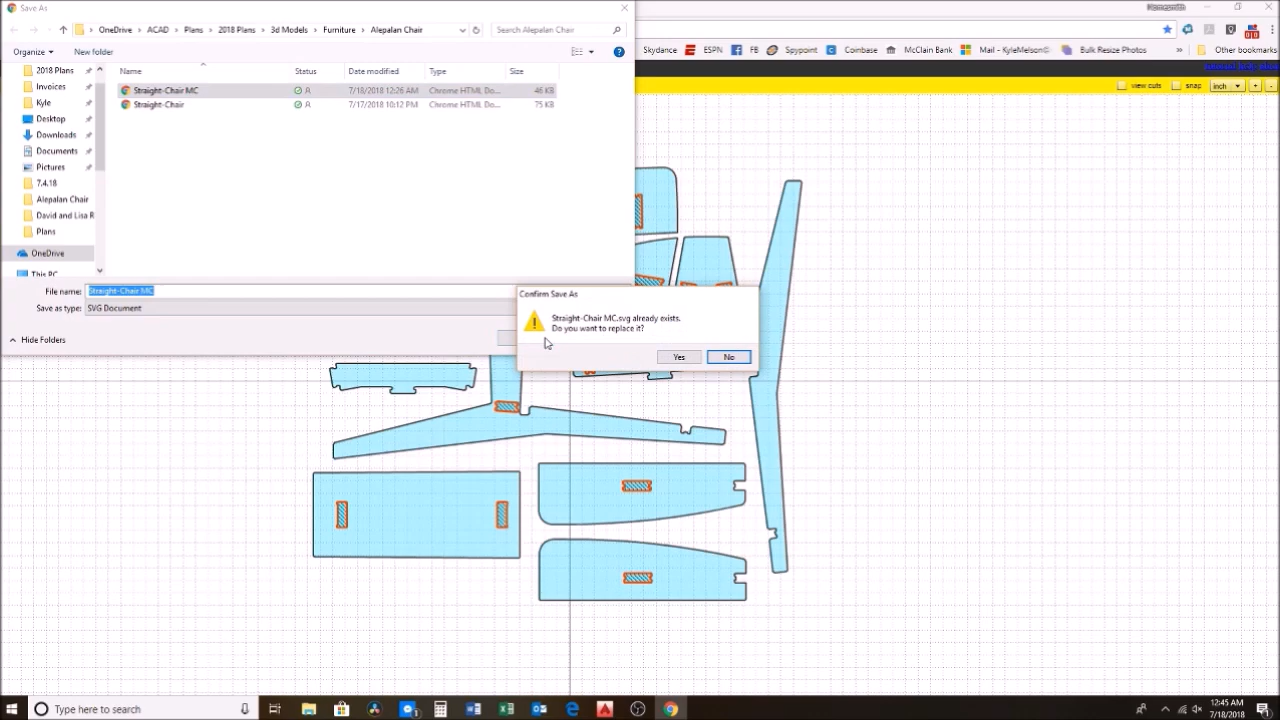 Save As
Homesmith
OneDrive > ACAD > Plans > 2018 Plans > 3d Models > Furniture > Alepalan Chair
Search Alepalan Chair
Organize
New folder
Skydance
ESPN
FB
Spypoint
Coinbase
McClain Bank
Mail - KyleMelson©
Bulk Resize Photos
»
Other bookmarks
Name
Status
Date modified
Type
Size
2018 Plans
Straight-Chair MC
7/18/2018 12:26 AM
Chrome HTML Do...
46 KB
Invoices
Straight-Chair
7/17/2018 10:12 PM
Chrome HTML Do...
75 KB
Kyle
Desktop
Downloads
Documents
Pictures
7.4.18
Alepalan Chair
David and Lisa R
Plans
OneDrive
This PC
view cuts
snap
inch
+
-
File name:
Straight-Chair MC
Save as type:
SVG Document
Hide Folders
Confirm Save As
Straight-Chair MC.svg already exists.
Do you want to replace it?
Yes
No
Type here to search
12:45 AM
7/18/2018